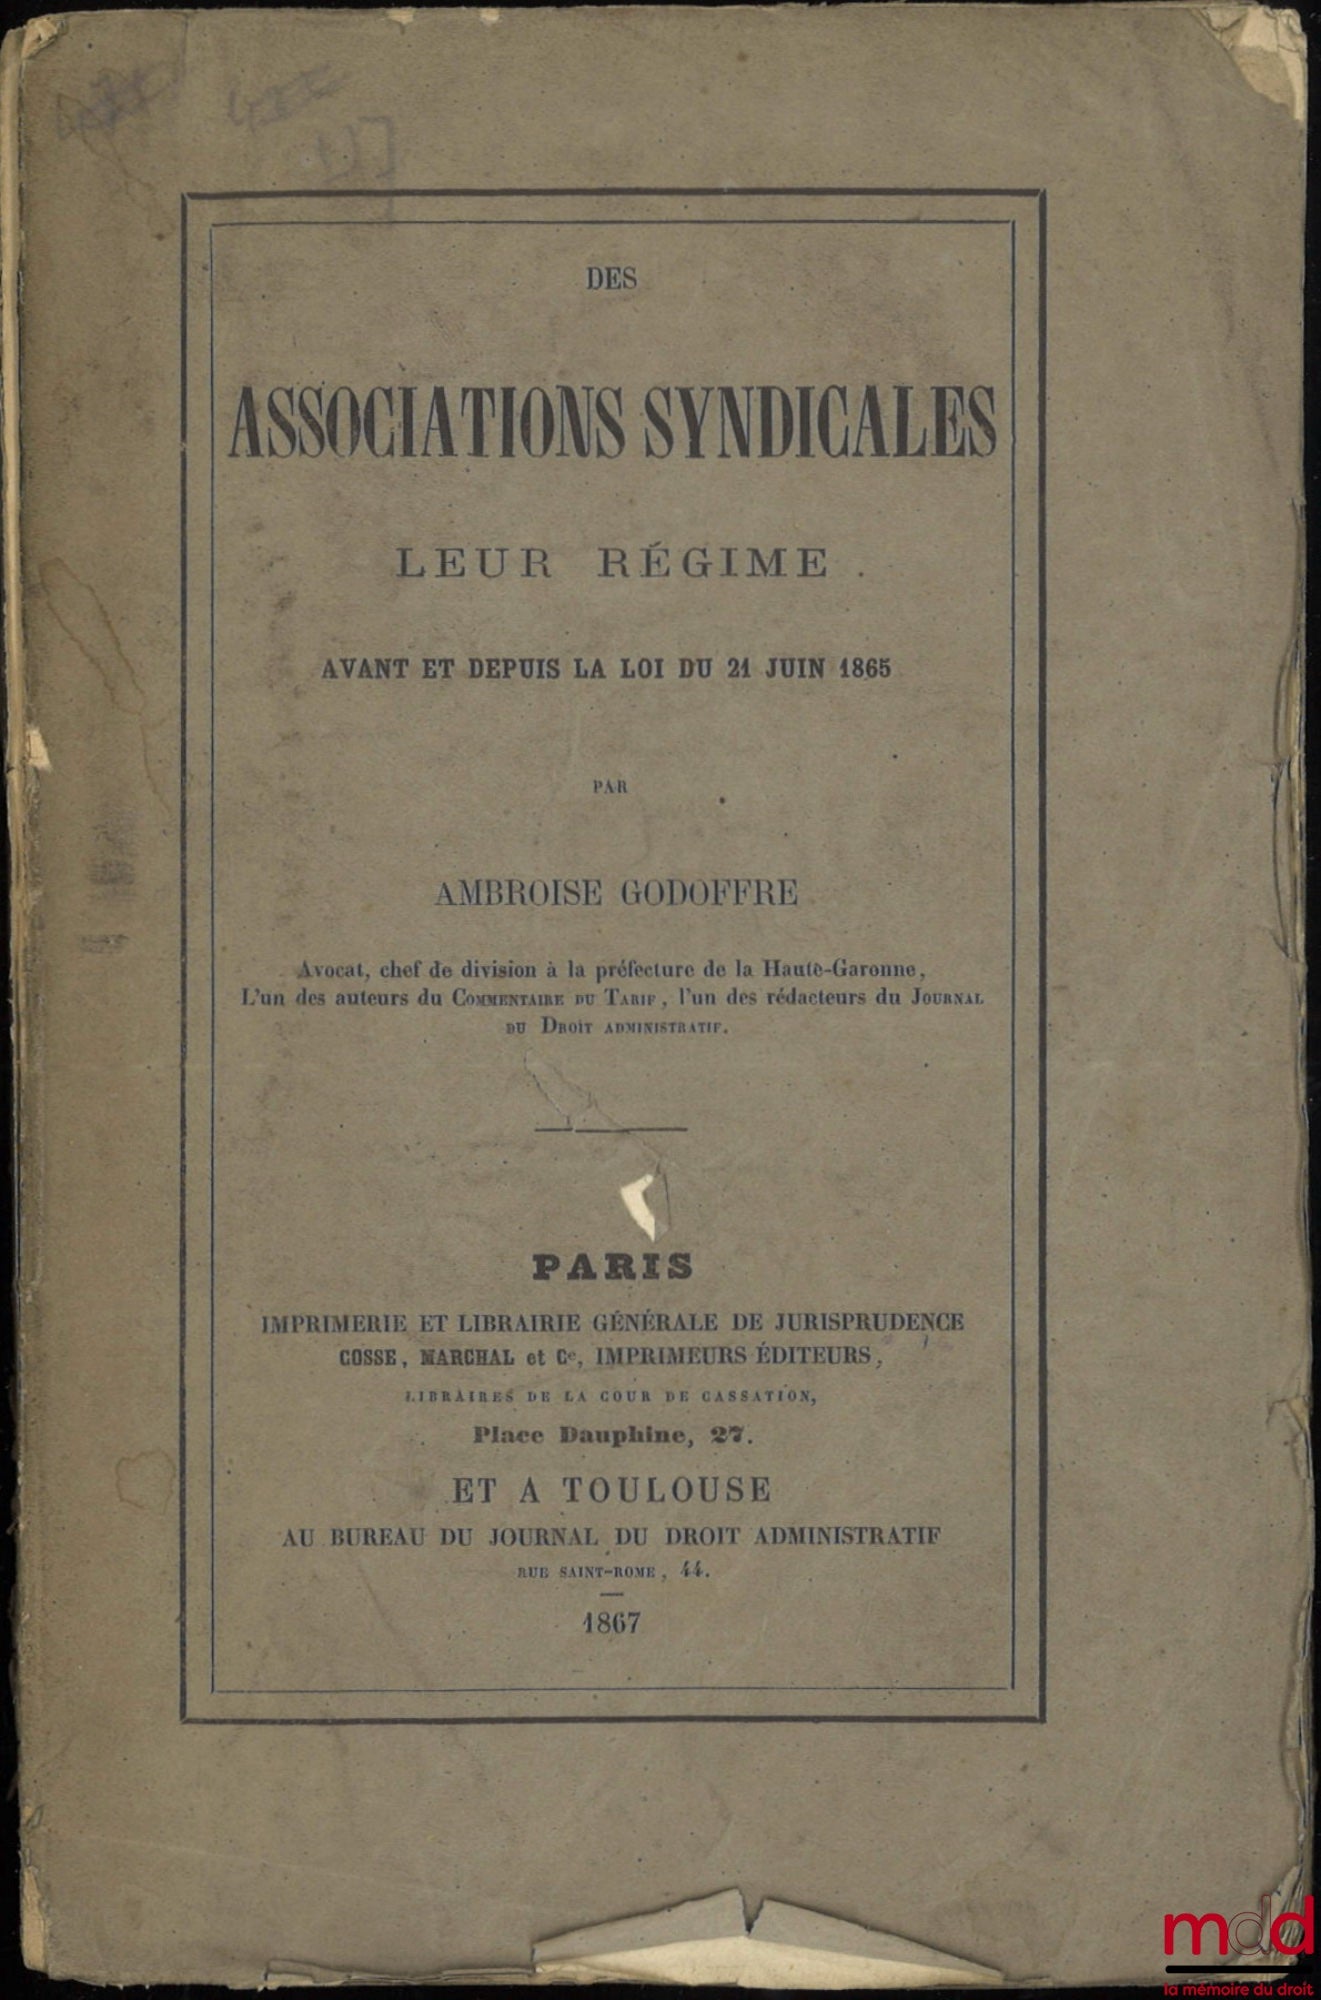 DES
ASSOCIATIONS SYNDICALES
LEUR RÉGIME
AVANT ET DEPUIS LA LOI DU 21 JUIN 1865
PAR
AMBROISE GODOFFRE
Avocat, chef de division à la préfecture de la Haute-Garonne,
L'un des auteurs du COMMENTAIRE DU TARIF, l'un des rédacteurs du JOURNAL
DU DROIT ADMINISTRATIF.
PARIS
IMPRIMERIE ET LIBRAIRIE GÉNÉRALE DE JURISPRUDENCE
COSSE, MARCHAL et Ce, IMPRIMEURS ÉDITEURS,
LIBRAIRES DE LA COUR DE CASSATION,
Place Dauphine, 27.
ET A TOULOUSE
AU BUREAU DU JOURNAL DU DROIT ADMINISTRATIF
RUE SAINT-ROME, 44.
1867
mdd
la mémoire du droit